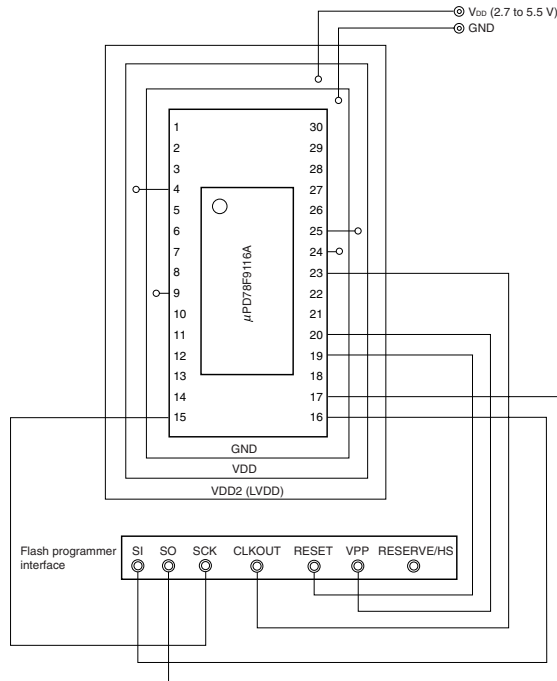 VDD (2.7 to 5.5 V)
GND
1 30
2 29
3 28
4 27
5 26
6 25
7 24
8 23
9 22
10 21
11 20
12 19
13 18
14 17
15 16
µPD78F9116A
GND
VDD
VDD2 (LVDD)
Flash programmer
interface
SI SO SCK CLKOUT RESET VPP RESERVE/HS